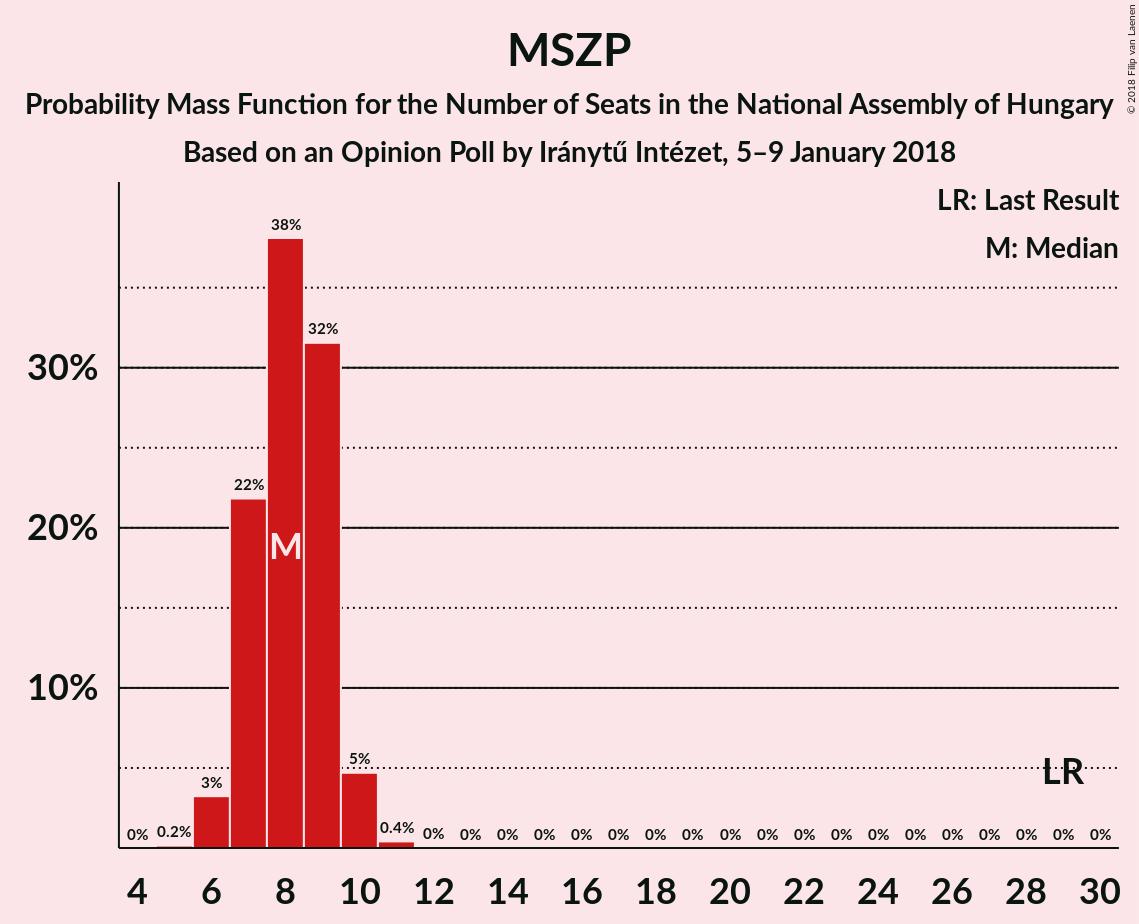 MSZP
Probability Mass Function for the Number of Seats in the National Assembly of Hungary
Based on an Opinion Poll by Iránytű Intézet, 5–9 January 2018
© 2018 Filip van Laenen
LR: Last Result
M: Median
38%
32%
30%
22%
20%
M
10%
5%
LR
3%
0% 0.2% 0.4% 0% 0% 0% 0% 0% 0% 0% 0% 0% 0% 0% 0% 0% 0% 0% 0% 0% 0%
4 6 8 10 12 14 16 18 20 22 24 26 28 30